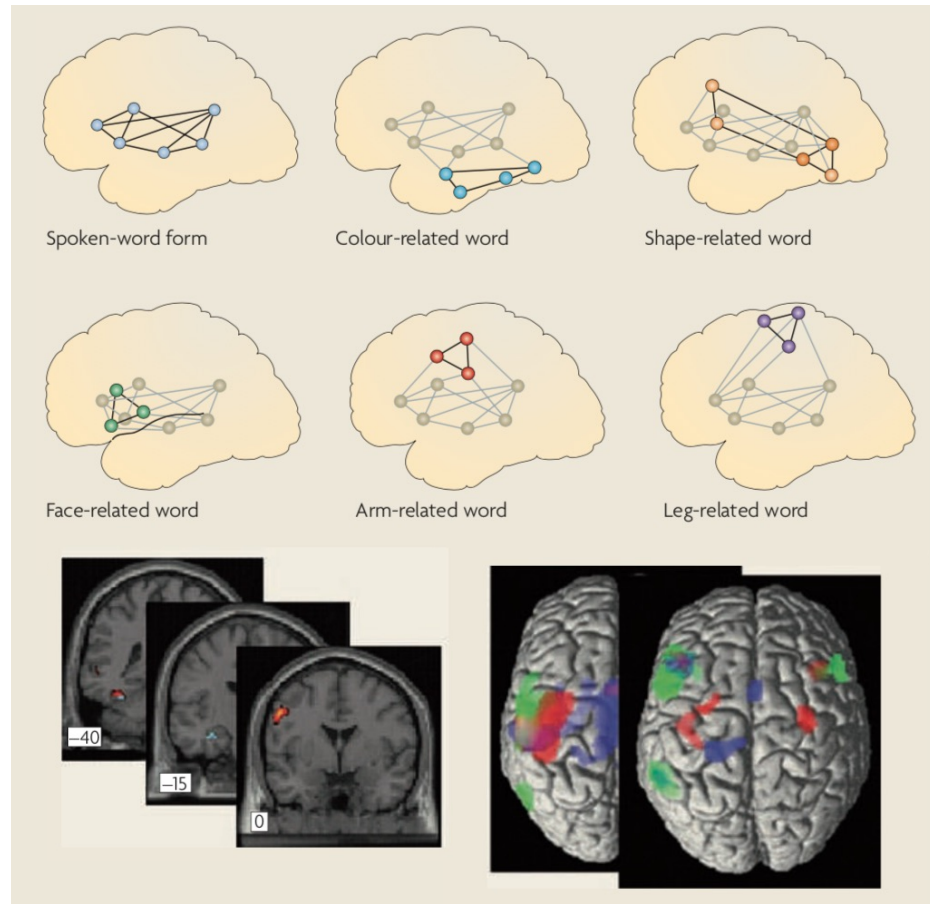 Spoken-word form
Colour-related word
Shape-related word
Face-related word
Arm-related word
Leg-related word
–40
–15
0